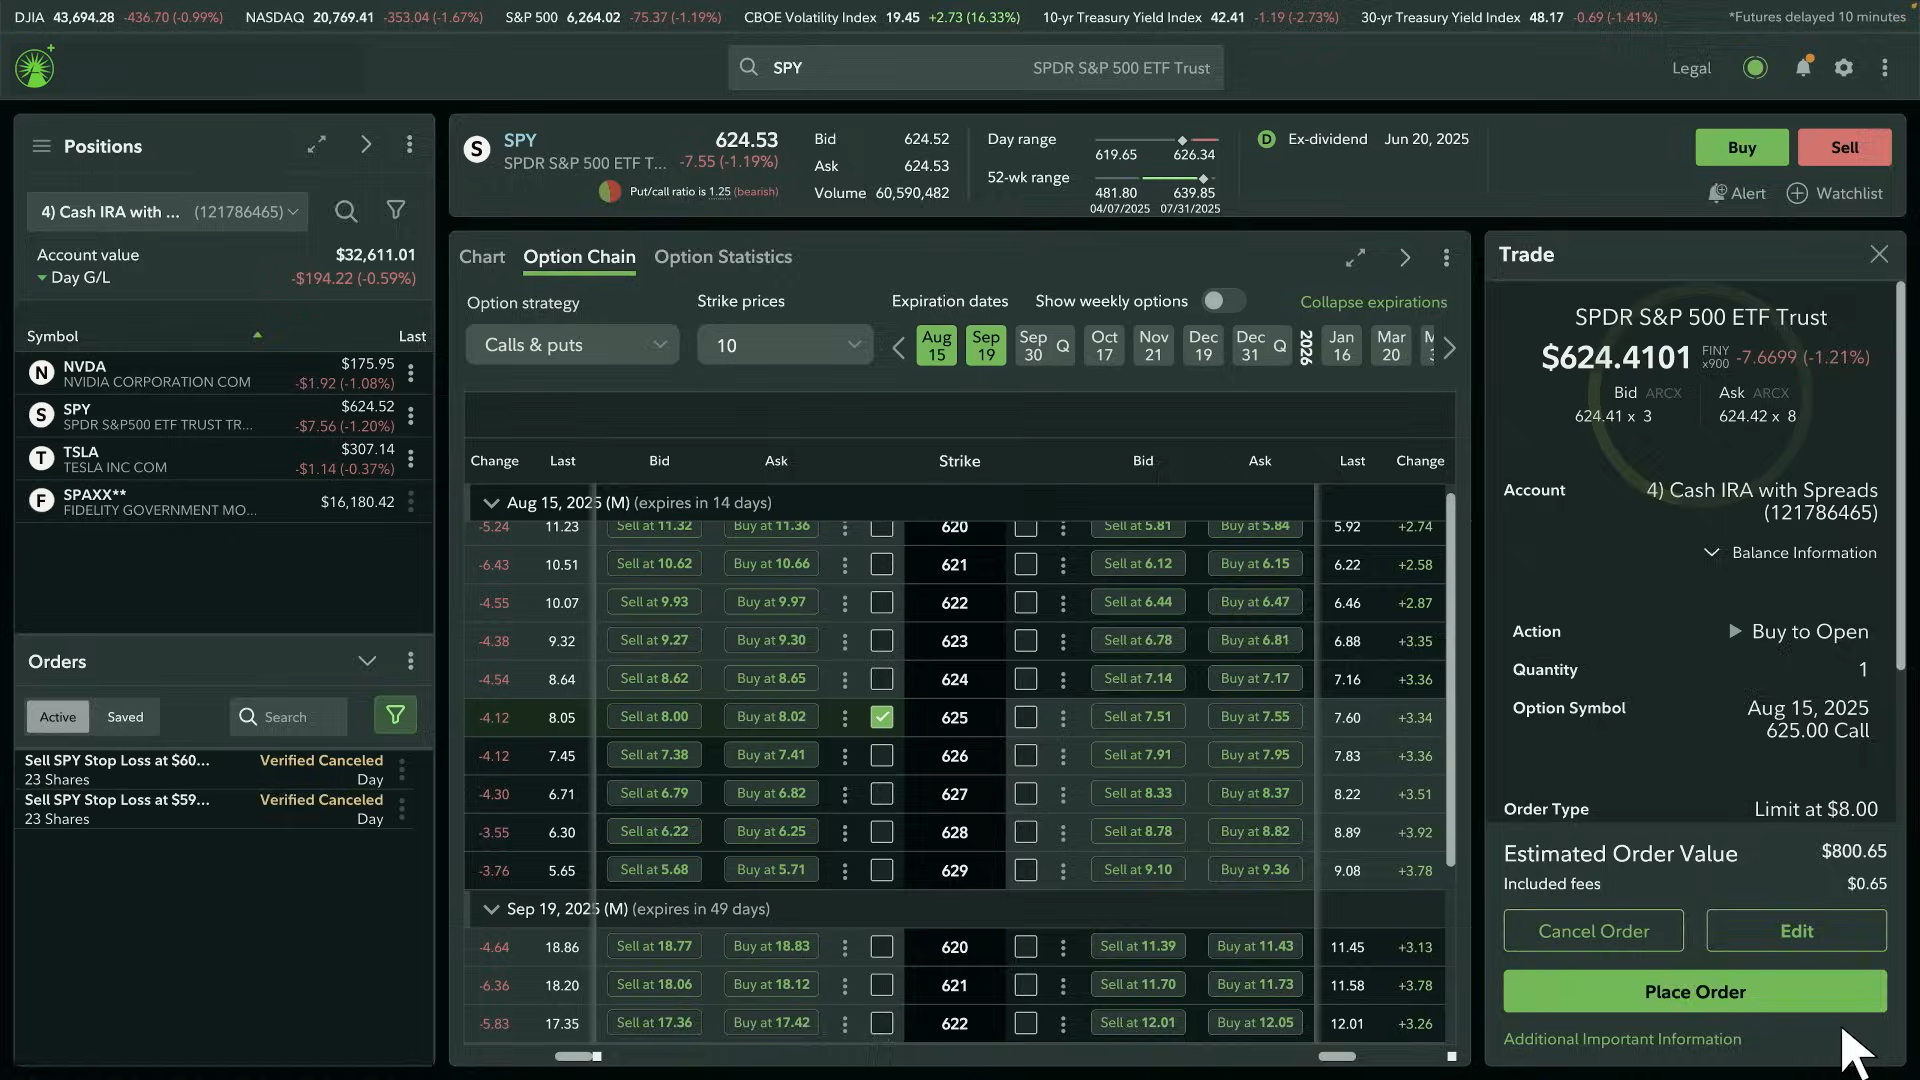 DJIA 43,694.28 -436.70 (-0.99%) NASDAQ 20,769.41 -353.04 (-1.67%) S&P 500 6,264.02 -75.37 (-1.19%) CBOE Volatility Index 19.45 +2.73 (16.33%) 10-yr Treasury Yield Index 42.41 -1.19 (-2.73%) 30-yr Treasury Yield Index 48.17 -0.69 (-1.41%) *Futures delayed 10 minutes
SPY SPDR S&P 500 ETF Trust
Legal
Positions
4) Cash IRA with ... (121786465)
Account value $32,611.01
Day G/L -$194.22 (-0.59%)
Symbol Last
N NVDA $175.95
NVIDIA CORPORATION COM -$1.92 (-1.08%)
S SPY $624.52
SPDR S&P500 ETF TRUST TR... -$7.56 (-1.20%)
T TSLA $307.14
TESLA INC COM -$1.14 (-0.37%)
F SPAXX** $16,180.42
FIDELITY GOVERNMENT MO...
Orders
Active Saved Search
Sell SPY Stop Loss at $60... Verified Canceled
23 Shares Day
Sell SPY Stop Loss at $59... Verified Canceled
23 Shares Day
S SPY 624.53
SPDR S&P 500 ETF T... -7.55 (-1.19%)
Put/call ratio is 1.25 (bearish)
Bid 624.52
Ask 624.53
Volume 60,590,482
Day range
619.65 626.34
52-wk range
481.80 639.85
04/07/2025 07/31/2025
D Ex-dividend Jun 20, 2025
Buy Sell
Alert Watchlist
Chart Option Chain Option Statistics
Option strategy Strike prices Expiration dates Show weekly options Collapse expirations
Calls & puts 10
Aug 15 Sep 19 Sep 30 Q Oct 17 Nov 21 Dec 19 Dec 31 Q 2026 Jan 16 Mar 20
Change Last Bid Ask Strike Bid Ask Last Change
Aug 15, 2025 (M) (expires in 14 days)
-5.24 11.23 Sell at 11.32 Buy at 11.36 620 Sell at 5.81 Buy at 5.84 5.92 +2.74
-6.43 10.51 Sell at 10.62 Buy at 10.66 621 Sell at 6.12 Buy at 6.15 6.22 +2.58
-4.55 10.07 Sell at 9.93 Buy at 9.97 622 Sell at 6.44 Buy at 6.47 6.46 +2.87
-4.38 9.32 Sell at 9.27 Buy at 9.30 623 Sell at 6.78 Buy at 6.81 6.88 +3.35
-4.54 8.64 Sell at 8.62 Buy at 8.65 624 Sell at 7.14 Buy at 7.17 7.16 +3.36
-4.12 8.05 Sell at 8.00 Buy at 8.02 625 Sell at 7.51 Buy at 7.55 7.60 +3.34
-4.12 7.45 Sell at 7.38 Buy at 7.41 626 Sell at 7.91 Buy at 7.95 7.83 +3.36
-4.30 6.71 Sell at 6.79 Buy at 6.82 627 Sell at 8.33 Buy at 8.37 8.22 +3.51
-3.55 6.30 Sell at 6.22 Buy at 6.25 628 Sell at 8.78 Buy at 8.82 8.89 +3.92
-3.76 5.65 Sell at 5.68 Buy at 5.71 629 Sell at 9.10 Buy at 9.36 9.08 +3.78
Sep 19, 2025 (M) (expires in 49 days)
-4.64 18.86 Sell at 18.77 Buy at 18.83 620 Sell at 11.39 Buy at 11.43 11.45 +3.13
-6.36 18.20 Sell at 18.06 Buy at 18.12 621 Sell at 11.70 Buy at 11.73 11.58 +3.78
-5.83 17.35 Sell at 17.36 Buy at 17.42 622 Sell at 12.01 Buy at 12.05 12.01 +3.26
Trade
SPDR S&P 500 ETF Trust
$624.4101 FINY x900 -7.6699 (-1.21%)
Bid ARCX Ask ARCX
624.41 x 3 624.42 x 8
Account 4) Cash IRA with Spreads
(121786465)
Balance Information
Action Buy to Open
Quantity 1
Option Symbol Aug 15, 2025
625.00 Call
Order Type Limit at $8.00
Estimated Order Value $800.65
Included fees $0.65
Cancel Order Edit
Place Order
Additional Important Information